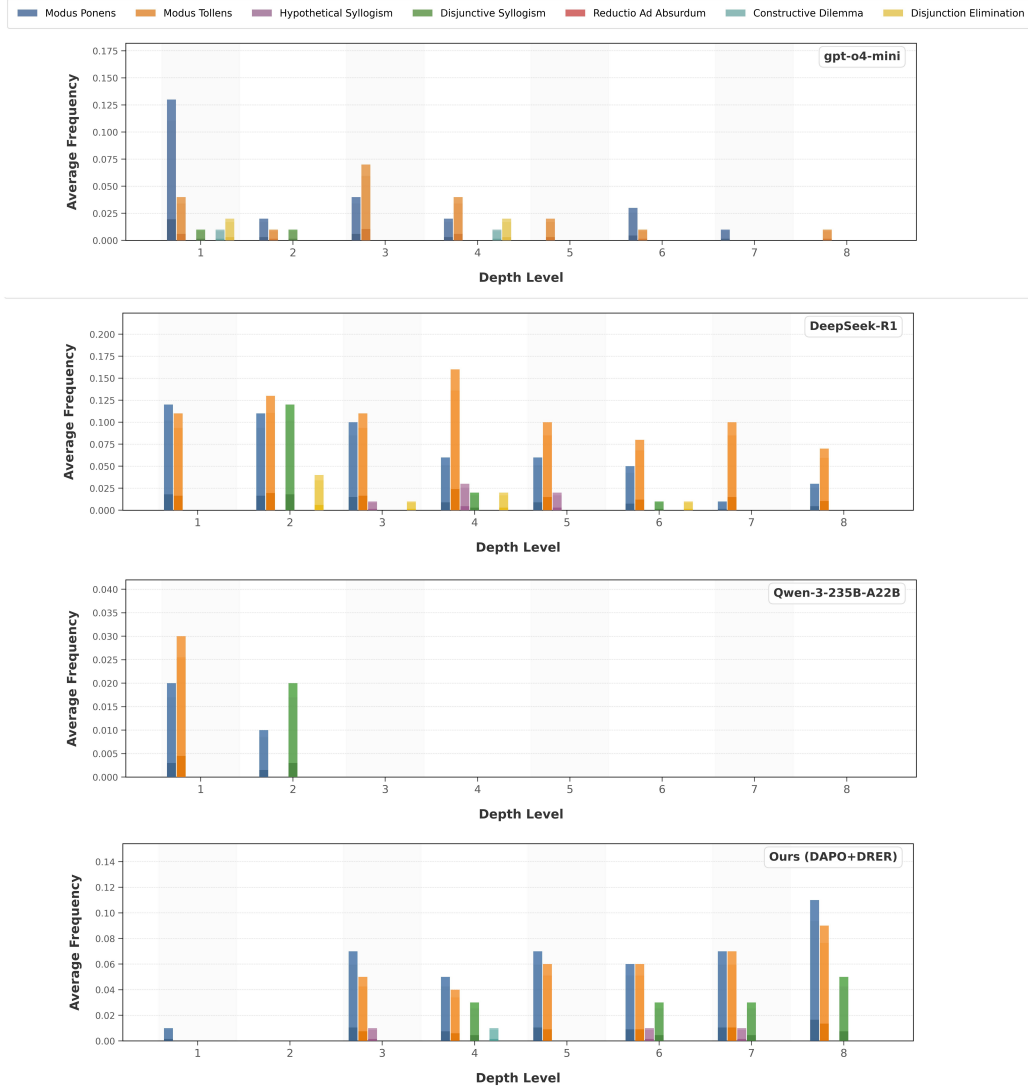 Modus Ponens Modus Tollens Hypothetical Syllogism Disjunctive Syllogism Reductio Ad Absurdum Constructive Dilemma Disjunction Elimination
gpt-o4-mini
Average Frequency
0.175
0.150
0.125
0.100
0.075
0.050
0.025
0.000
1 2 3 4 5 6 7 8
Depth Level
DeepSeek-R1
Average Frequency
0.200
0.175
0.150
0.125
0.100
0.075
0.050
0.025
0.000
1 2 3 4 5 6 7 8
Depth Level
Qwen-3-235B-A22B
Average Frequency
0.040
0.035
0.030
0.025
0.020
0.015
0.010
0.005
0.000
1 2 3 4 5 6 7 8
Depth Level
Ours (DAPO+DRER)
Average Frequency
0.14
0.12
0.10
0.08
0.06
0.04
0.02
0.00
1 2 3 4 5 6 7 8
Depth Level